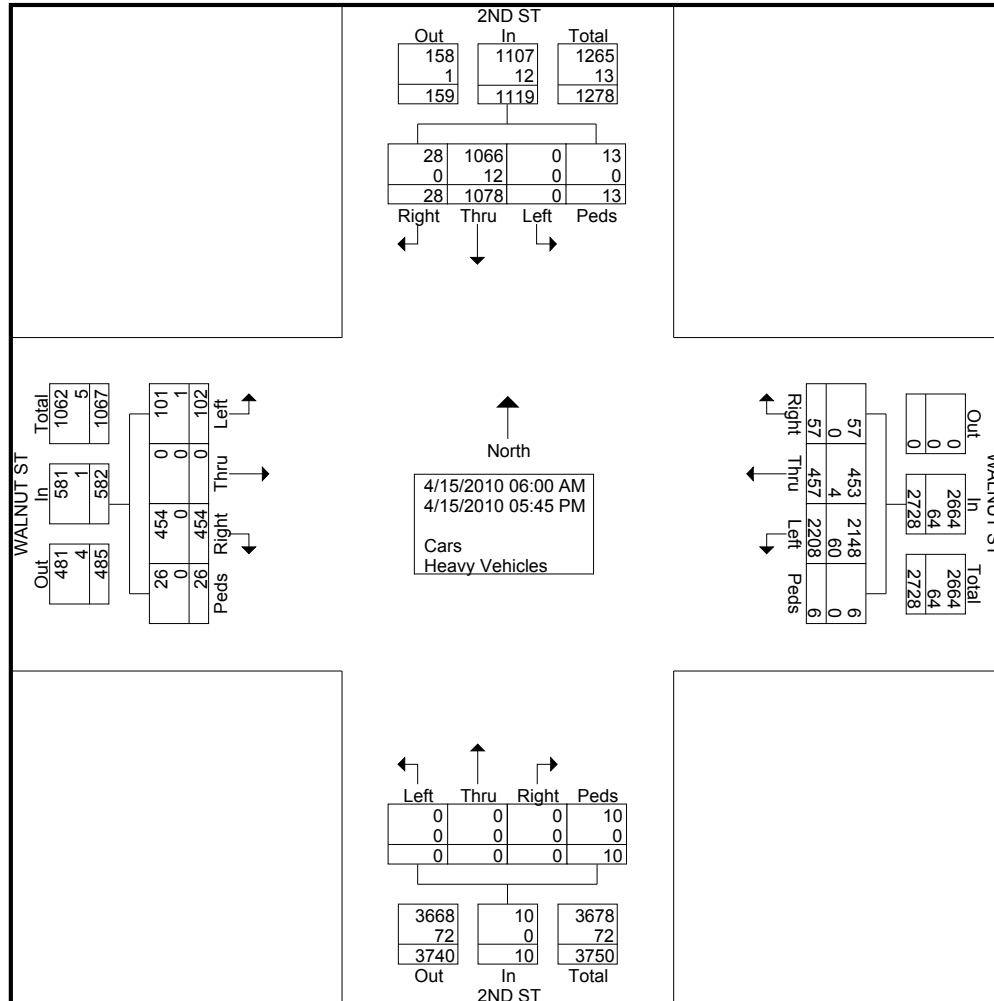 2ND ST
Out In Total
158 1107 1265
1 12 13
159 1119 1278
28 1066 0 13
0 12 0 0
28 1078 0 13
Right Thru Left Peds
WALNUT ST
Total In Out
1062 581 481
5 1 4
1067 582 485
101 0 454 26
1 0 0 0
102 0 454 26
Left Thru Right Peds
North
4/15/2010 06:00 AM
4/15/2010 05:45 PM
Cars
Heavy Vehicles
Right Thru Left Peds
57 457 2208 6
0 4 60 0
57 453 2148 6
0 2728 2728
0 64 64
0 2664 2664
Out In Total
WALNUT ST
Left Thru Right Peds
0 0 0 10
0 0 0 0
0 0 0 10
3668 10 3678
72 0 72
3740 10 3750
Out In Total
2ND ST